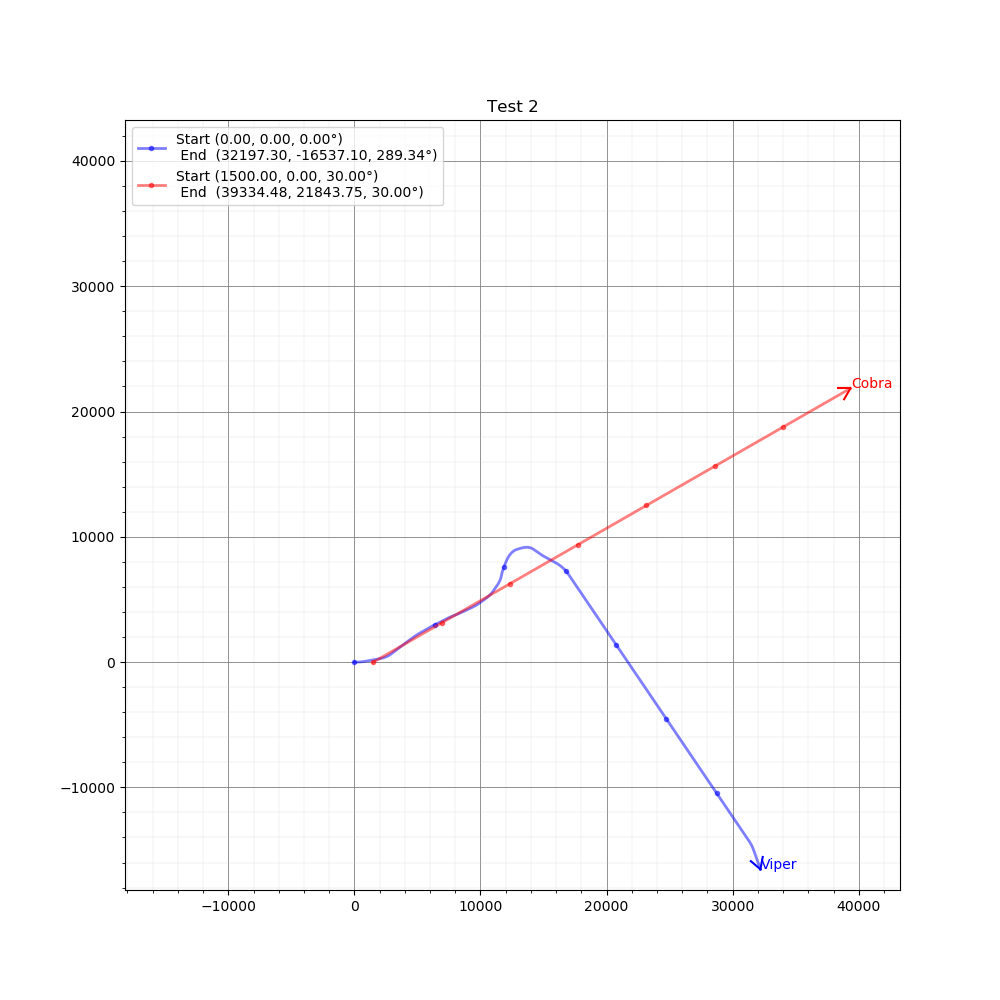 Test 2
Start (0.00, 0.00, 0.00°)
End  (32197.30, -16537.10, 289.34°)
Start (1500.00, 0.00, 30.00°)
End  (39334.48, 21843.75, 30.00°)
40000
30000
20000
10000
0
−10000
Cobra
Viper
−10000
0
10000
20000
30000
40000